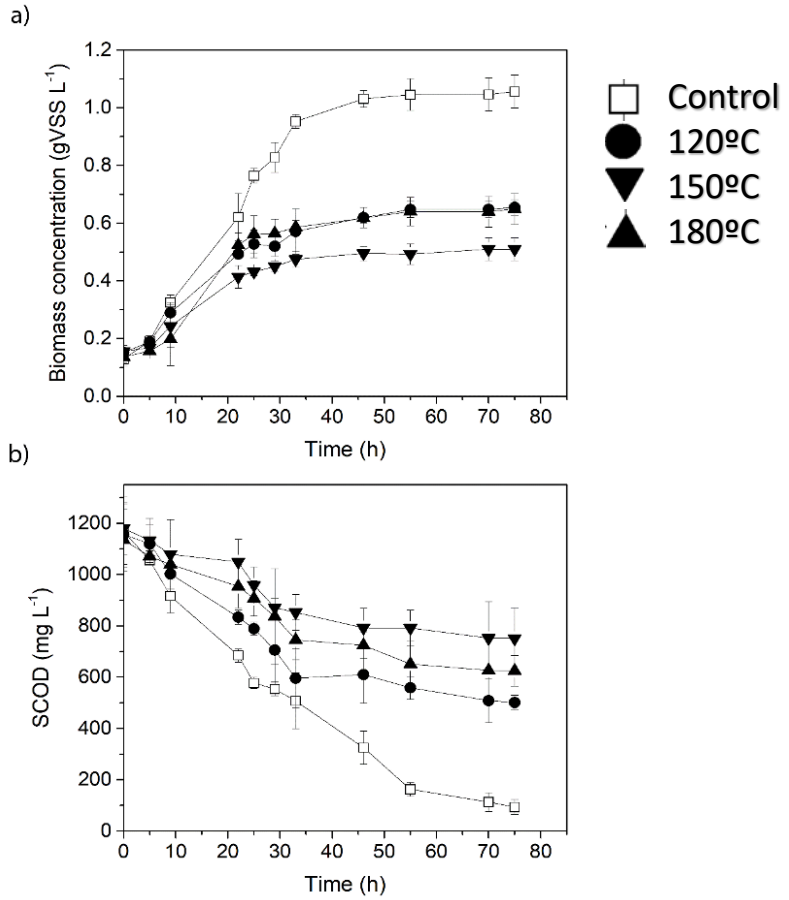 a)
1.2
1.0
0.8
0.6
0.4
0.2
0.0
Biomass concentration (gVSS L⁻¹)
0 10 20 30 40 50 60 70 80
Time (h)
Control
120ºC
150ºC
180ºC
b)
1200
1000
800
600
400
200
0
SCOD (mg L⁻¹)
0 10 20 30 40 50 60 70 80
Time (h)